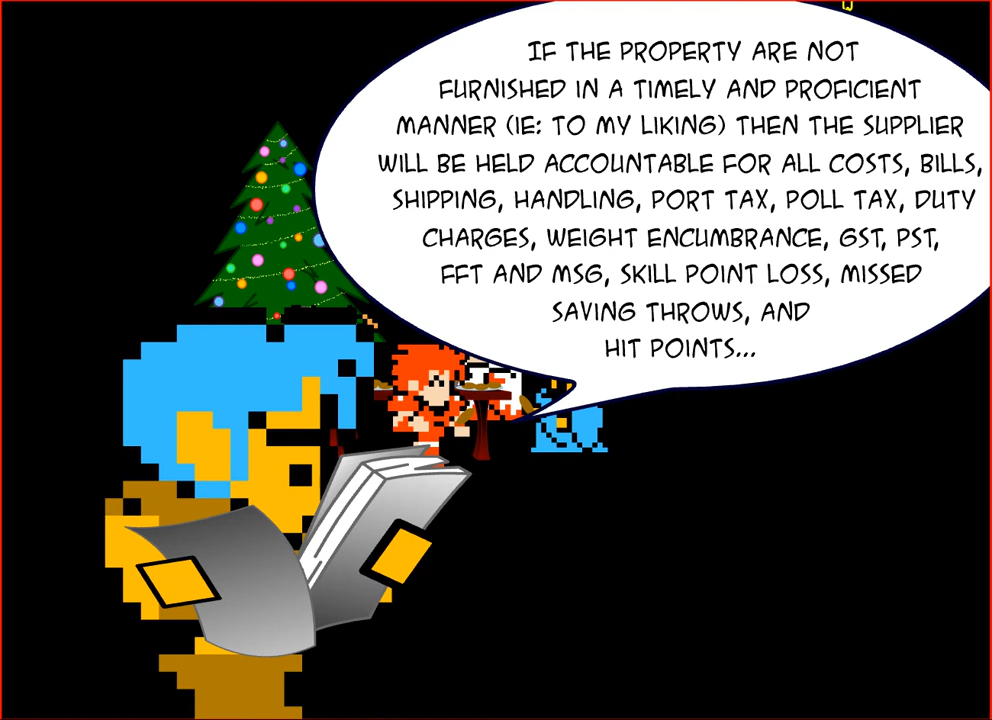 IF THE PROPERTY ARE NOT
FURNISHED IN A TIMELY AND PROFICIENT
MANNER (IE: TO MY LIKING) THEN THE SUPPLIER
WILL BE HELD ACCOUNTABLE FOR ALL COSTS, BILLS,
SHIPPING, HANDLING, PORT TAX, POLL TAX, DUTY
CHARGES, WEIGHT ENCUMBRANCE, GST, PST,
FFT AND MSG, SKILL POINT LOSS, MISSED
SAVING THROWS, AND
HIT POINTS...